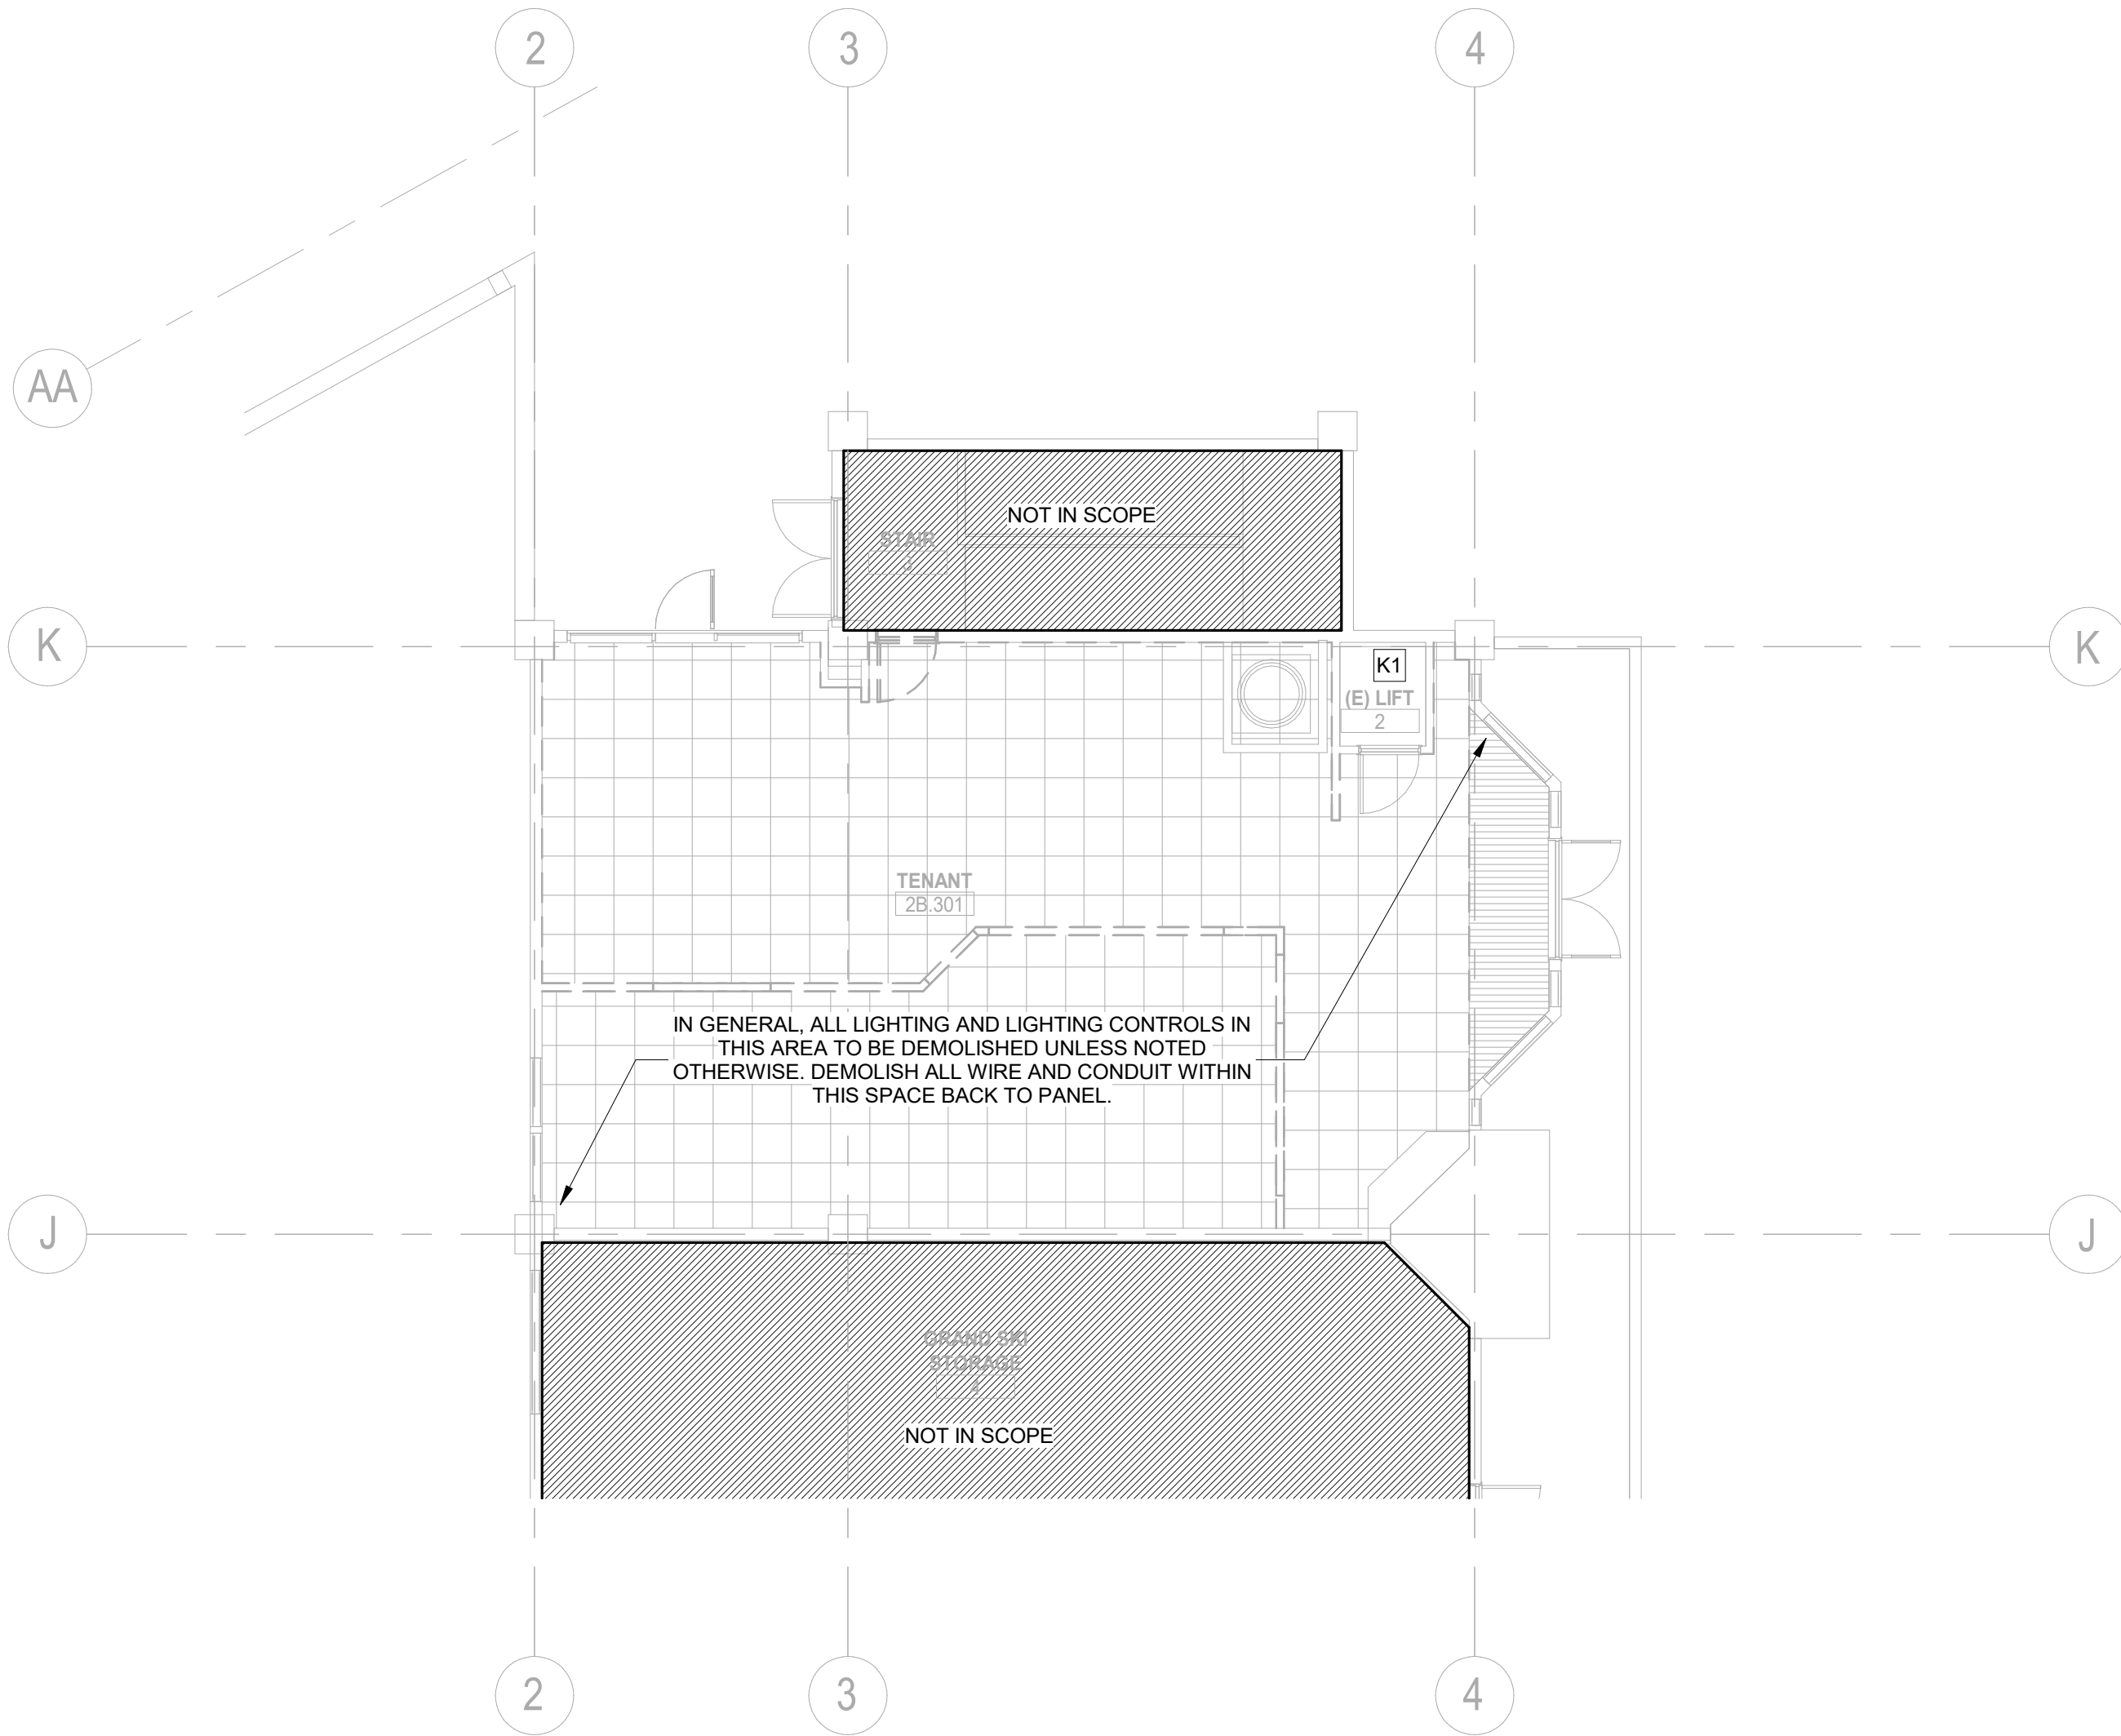 2
3
4
AA
NOT IN SCOPE
STAIR
3
K
K
K1
(E) LIFT
2
TENANT
2B.301
IN GENERAL, ALL LIGHTING AND LIGHTING CONTROLS IN
THIS AREA TO BE DEMOLISHED UNLESS NOTED
OTHERWISE. DEMOLISH ALL WIRE AND CONDUIT WITHIN
THIS SPACE BACK TO PANEL.
J
J
GRAND SKI
STORAGE
4
NOT IN SCOPE
2
3
4